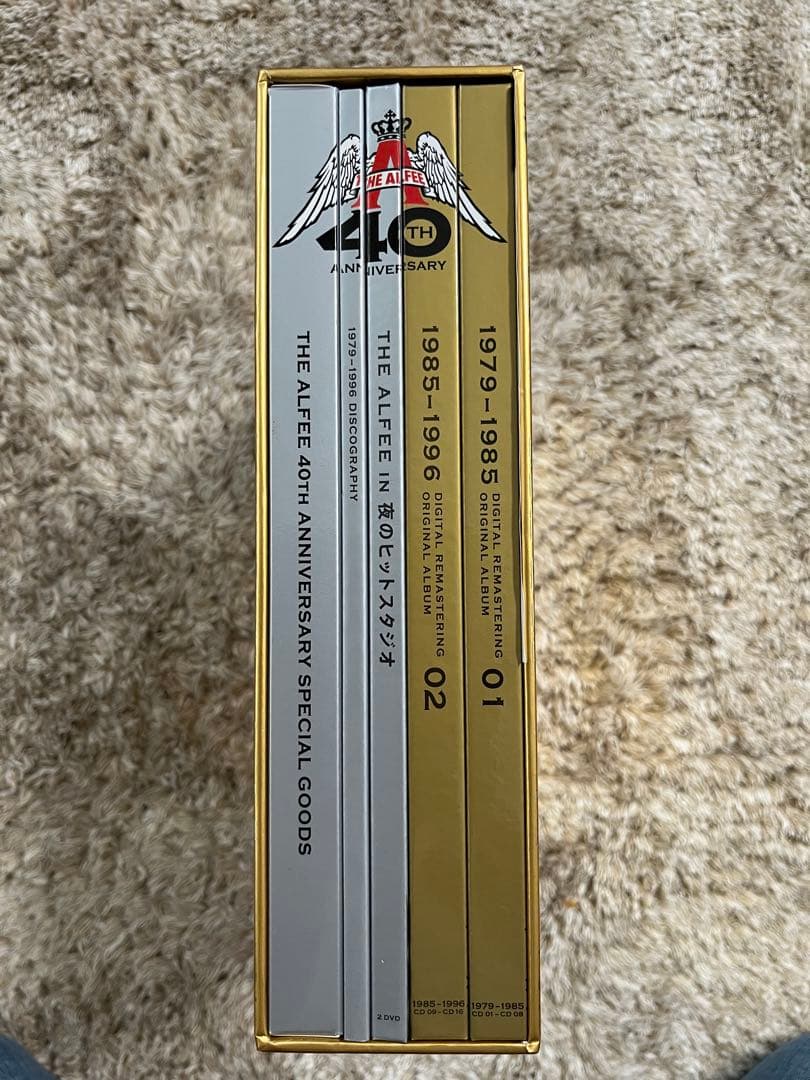 THE ALFEE
40TH
ANNIVERSARY
THE ALFEE 40TH ANNIVERSARY SPECIAL GOODS
1979–1996 DISCOGRAPHY
THE ALFEE IN 夜のヒットスタジオ
2 DVD
1985–1996 DIGITAL REMASTERING
ORIGINAL ALBUM 02
1985–1996
CD 09–CD 16
1979–1985 DIGITAL REMASTERING
ORIGINAL ALBUM 01
1979–1985
CD 01–CD 08